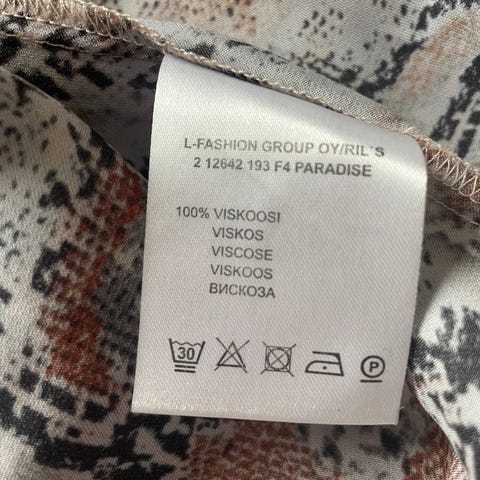 L-FASHION GROUP OY/RIL`S
2 12642 193 F4 PARADISE
100% VISKOOSI
VISKOS
VISCOSE
VISKOOS
ВИСКОЗА
30 P